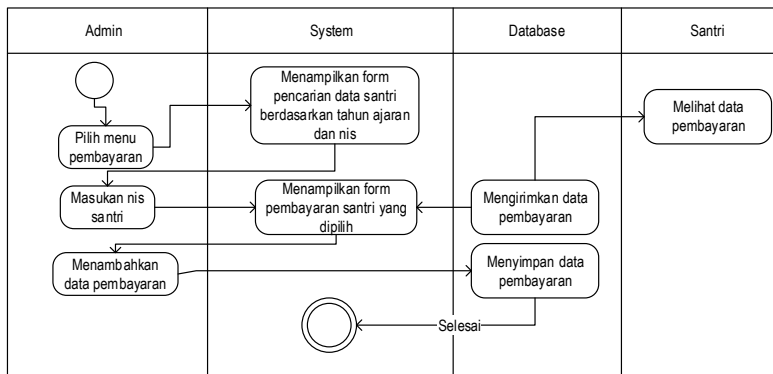 Admin
System
Database
Santri
Menampilkan form
pencarian data santri
berdasarkan tahun ajaran
dan nis
Melihat data
pembayaran
Pilih menu
pembayaran
Masukan nis
santri
Menampilkan form
pembayaran santri yang
dipilih
Mengirimkan data
pembayaran
Menambahkan
data pembayaran
Menyimpan data
pembayaran
Selesai